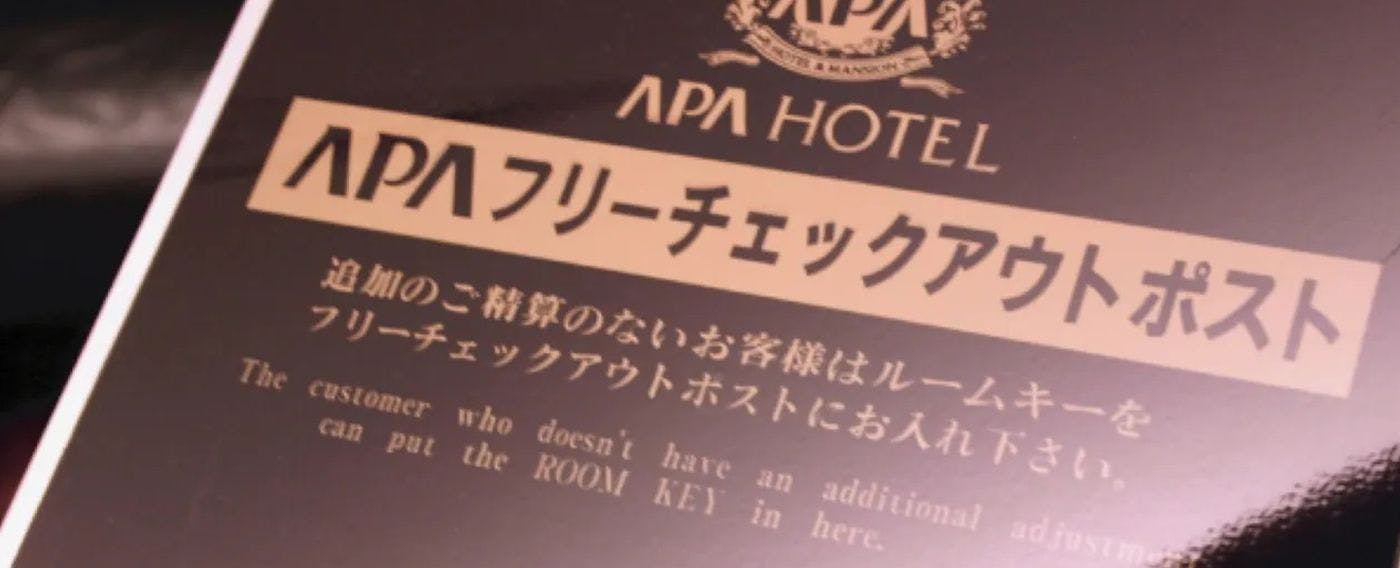 APA
HOTEL & MANSION
APA HOTEL
APAフリーチェックアウトポスト
追加のご精算のないお客様はルームキーを
フリーチェックアウトポストにお入れ下さい。
The customer who doesn't have an additional
can put the ROOM KEY in here.